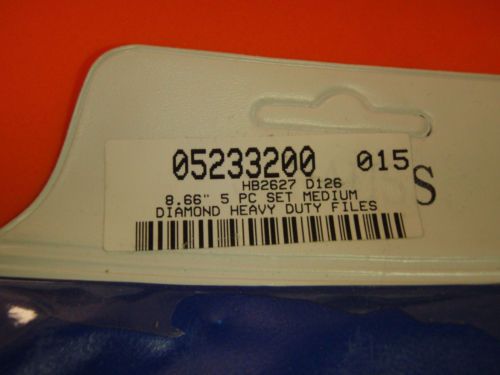 05233200 015
HB2627 D126
8.66" 5 PC SET MEDIUM
DIAMOND HEAVY DUTY FILES
S